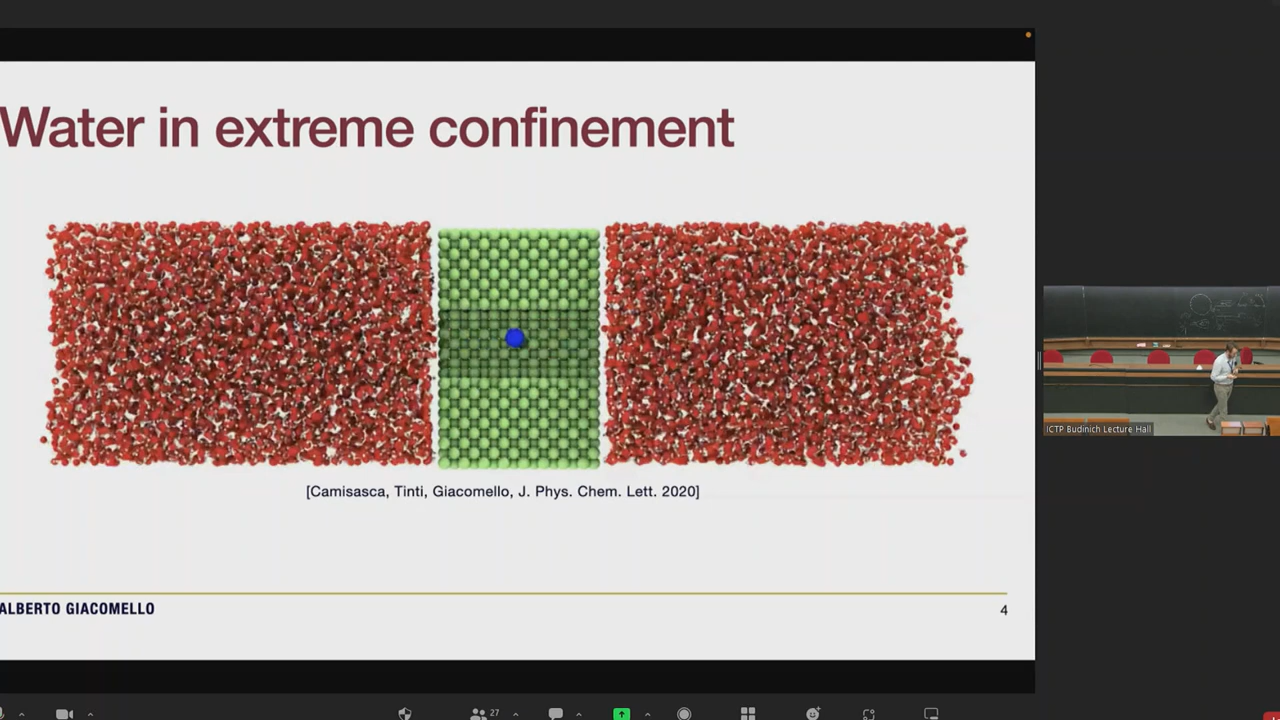 Water in extreme confinement
[Camisasca, Tinti, Giacomello, J. Phys. Chem. Lett. 2020]
ALBERTO GIACOMELLO
4
ICTP Budinich Lecture Hall
27